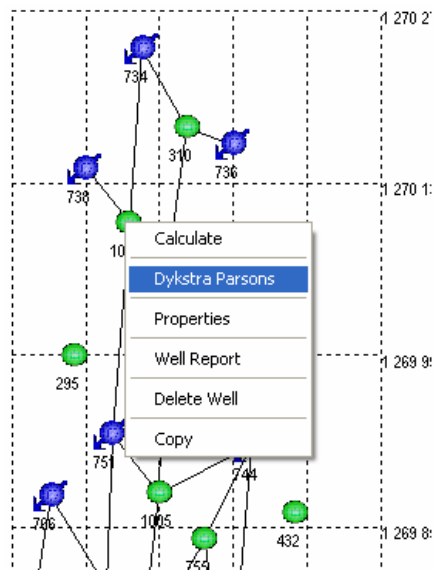 1 270 2
734
310
736
1 270 1
738
10
Calculate
Dykstra Parsons
Properties
295
1 269 9
Well Report
Delete Well
Copy
751
744
766
1005
432
1 269 8
755